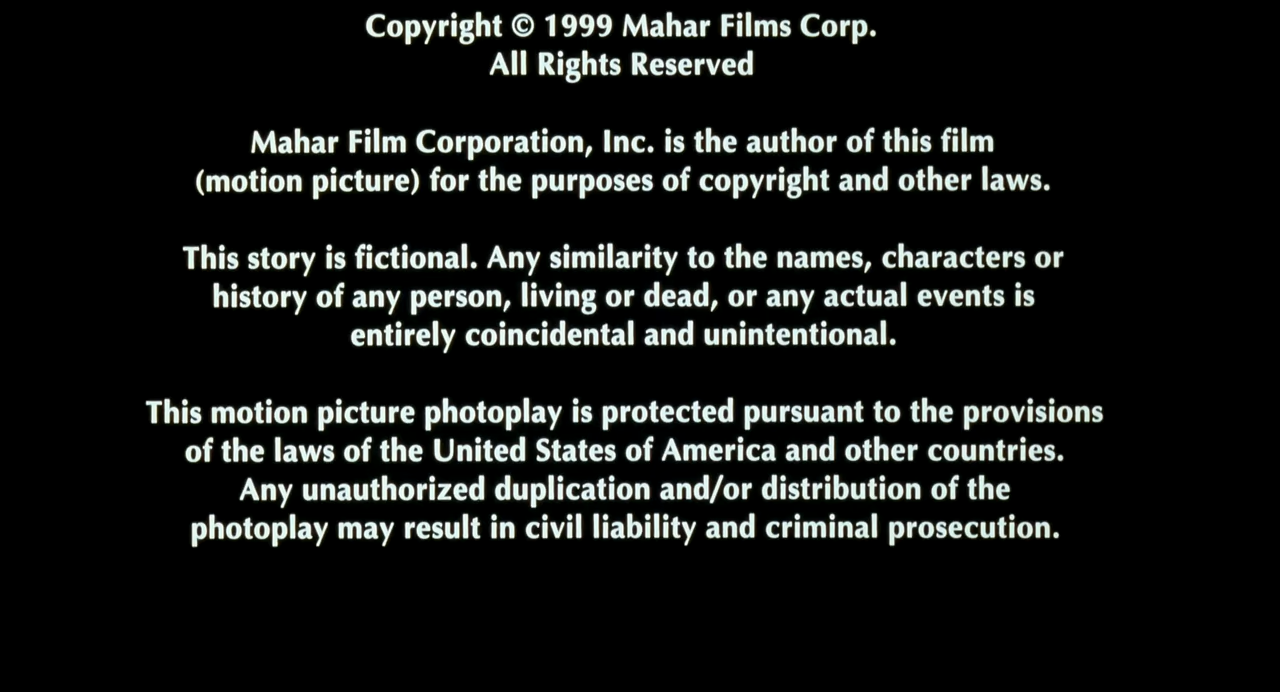 Copyright © 1999 Mahar Films Corp.
All Rights Reserved
Mahar Film Corporation, Inc. is the author of this film
(motion picture) for the purposes of copyright and other laws.
This story is fictional. Any similarity to the names, characters or
history of any person, living or dead, or any actual events is
entirely coincidental and unintentional.
This motion picture photoplay is protected pursuant to the provisions
of the laws of the United States of America and other countries.
Any unauthorized duplication and/or distribution of the
photoplay may result in civil liability and criminal prosecution.